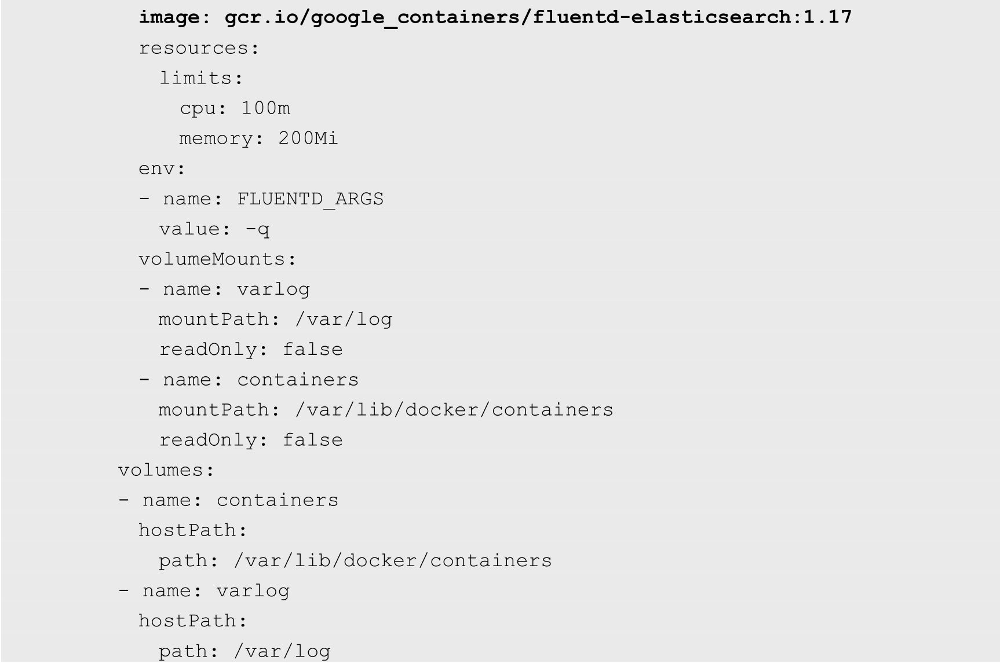 image: gcr.io/google_containers/fluentd-elasticsearch:1.17
resources:
  limits:
    cpu: 100m
    memory: 200Mi
env:
- name: FLUENTD_ARGS
  value: -q
volumeMounts:
- name: varlog
  mountPath: /var/log
  readOnly: false
- name: containers
  mountPath: /var/lib/docker/containers
  readOnly: false
volumes:
- name: containers
  hostPath:
    path: /var/lib/docker/containers
- name: varlog
  hostPath:
    path: /var/log